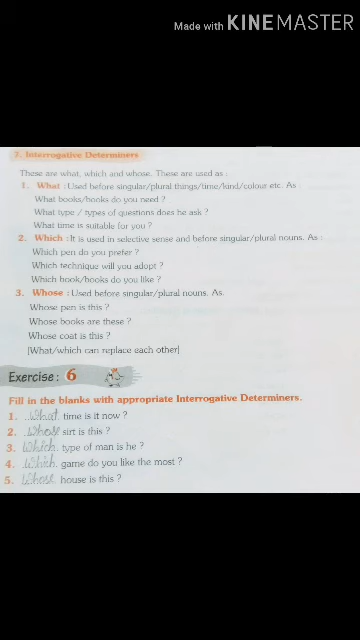 Made with KINEMASTER
3. Interrogative Determiners
These are what, which and whose. These are used as :
1. What : Used before singular/plural things/time/kind/colour etc. As :
What books/books do you need ?
What type / types of questions does he ask ?
What time is suitable for you ?
2. Which : It is used in selective sense and before singular/plural nouns. As :
Which pen do you prefer ?
Which technique will you adopt ?
Which book/books do you like ?
3. Whose : Used before singular/plural nouns. As.
Whose pen is this ?
Whose books are these ?
Whose coat is this ?
[What/which can replace each other]
Exercise : 6
Fill in the blanks with appropriate Interrogative Determiners.
1. What time is it now ?
2. Whose sirt is this ?
3. Which type of man is he ?
4. Which game do you like the most ?
5. Whose house is this ?